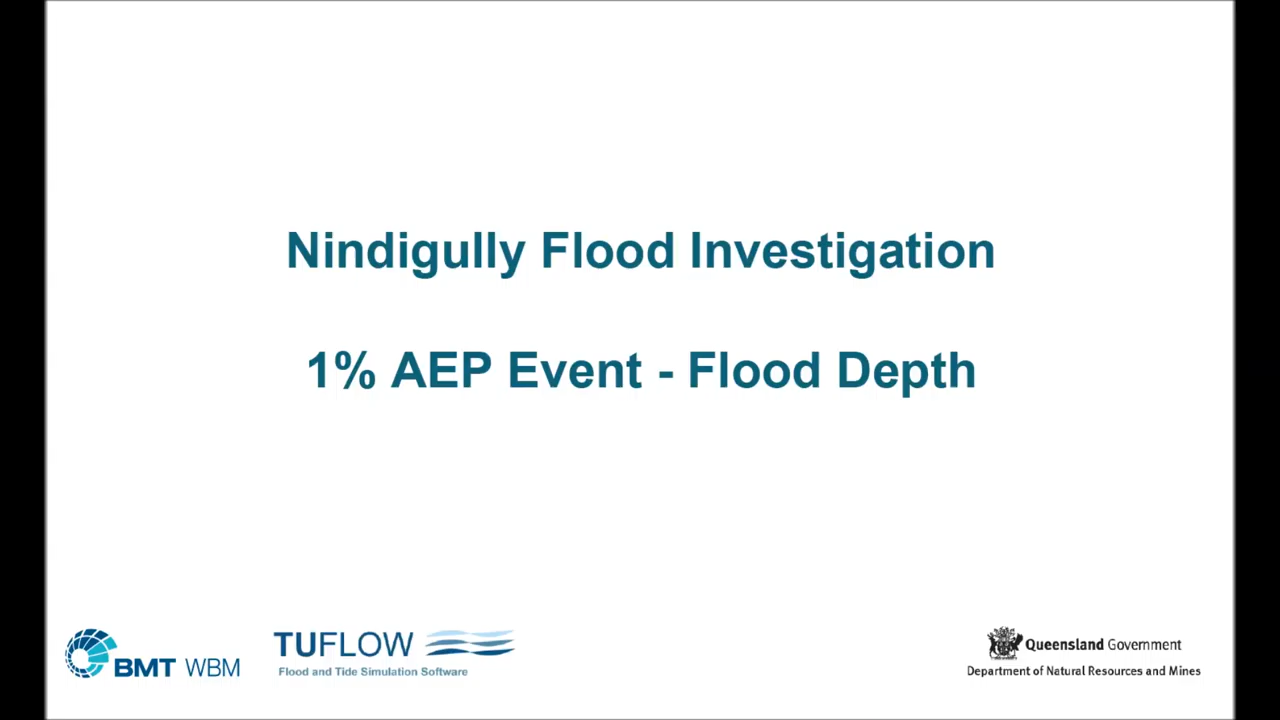 Nindigully Flood Investigation
1% AEP Event - Flood Depth
BMT WBM
TUFLOW
Flood and Tide Simulation Software
Queensland Government
Department of Natural Resources and Mines